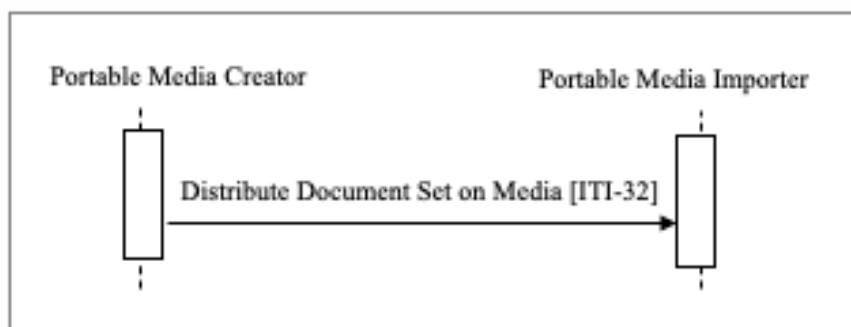 Portable Media Creator
Portable Media Importer
Distribute Document Set on Media [ITI-32]